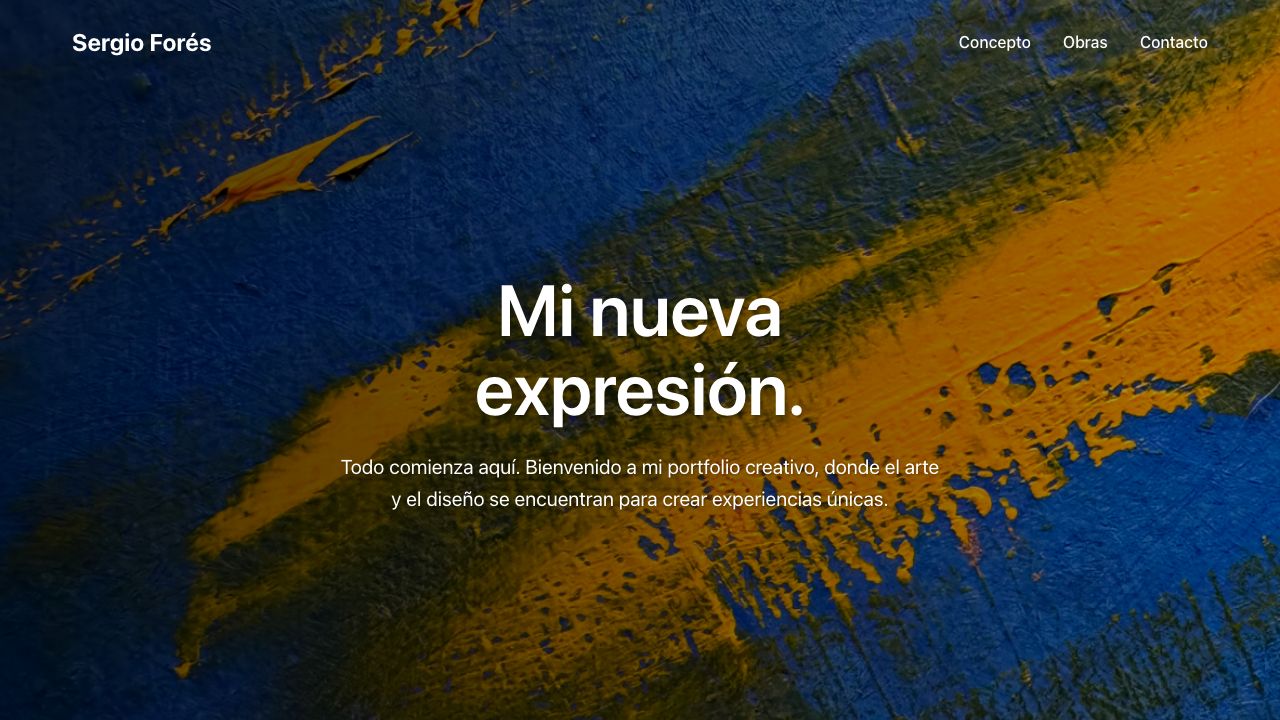 Sergio Forés
Concepto Obras Contacto
Mi nueva
expresión.
Todo comienza aquí. Bienvenido a mi portfolio creativo, donde el arte
y el diseño se encuentran para crear experiencias únicas.